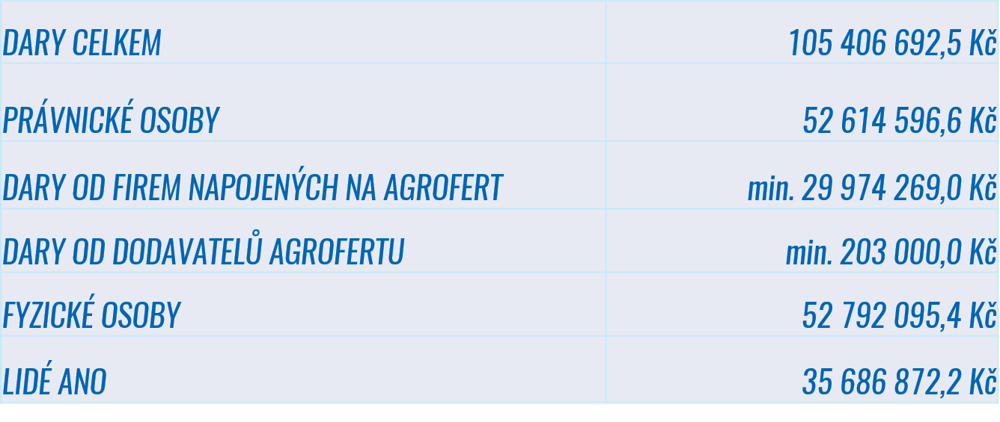 DARY CELKEM 105 406 692,5 Kč
PRÁVNICKÉ OSOBY 52 614 596,6 Kč
DARY OD FIREM NAPOJENÝCH NA AGROFERT min. 29 974 269,0 Kč
DARY OD DODAVATELŮ AGROFERTU min. 203 000,0 Kč
FYZICKÉ OSOBY 52 792 095,4 Kč
LIDÉ ANO 35 686 872,2 Kč